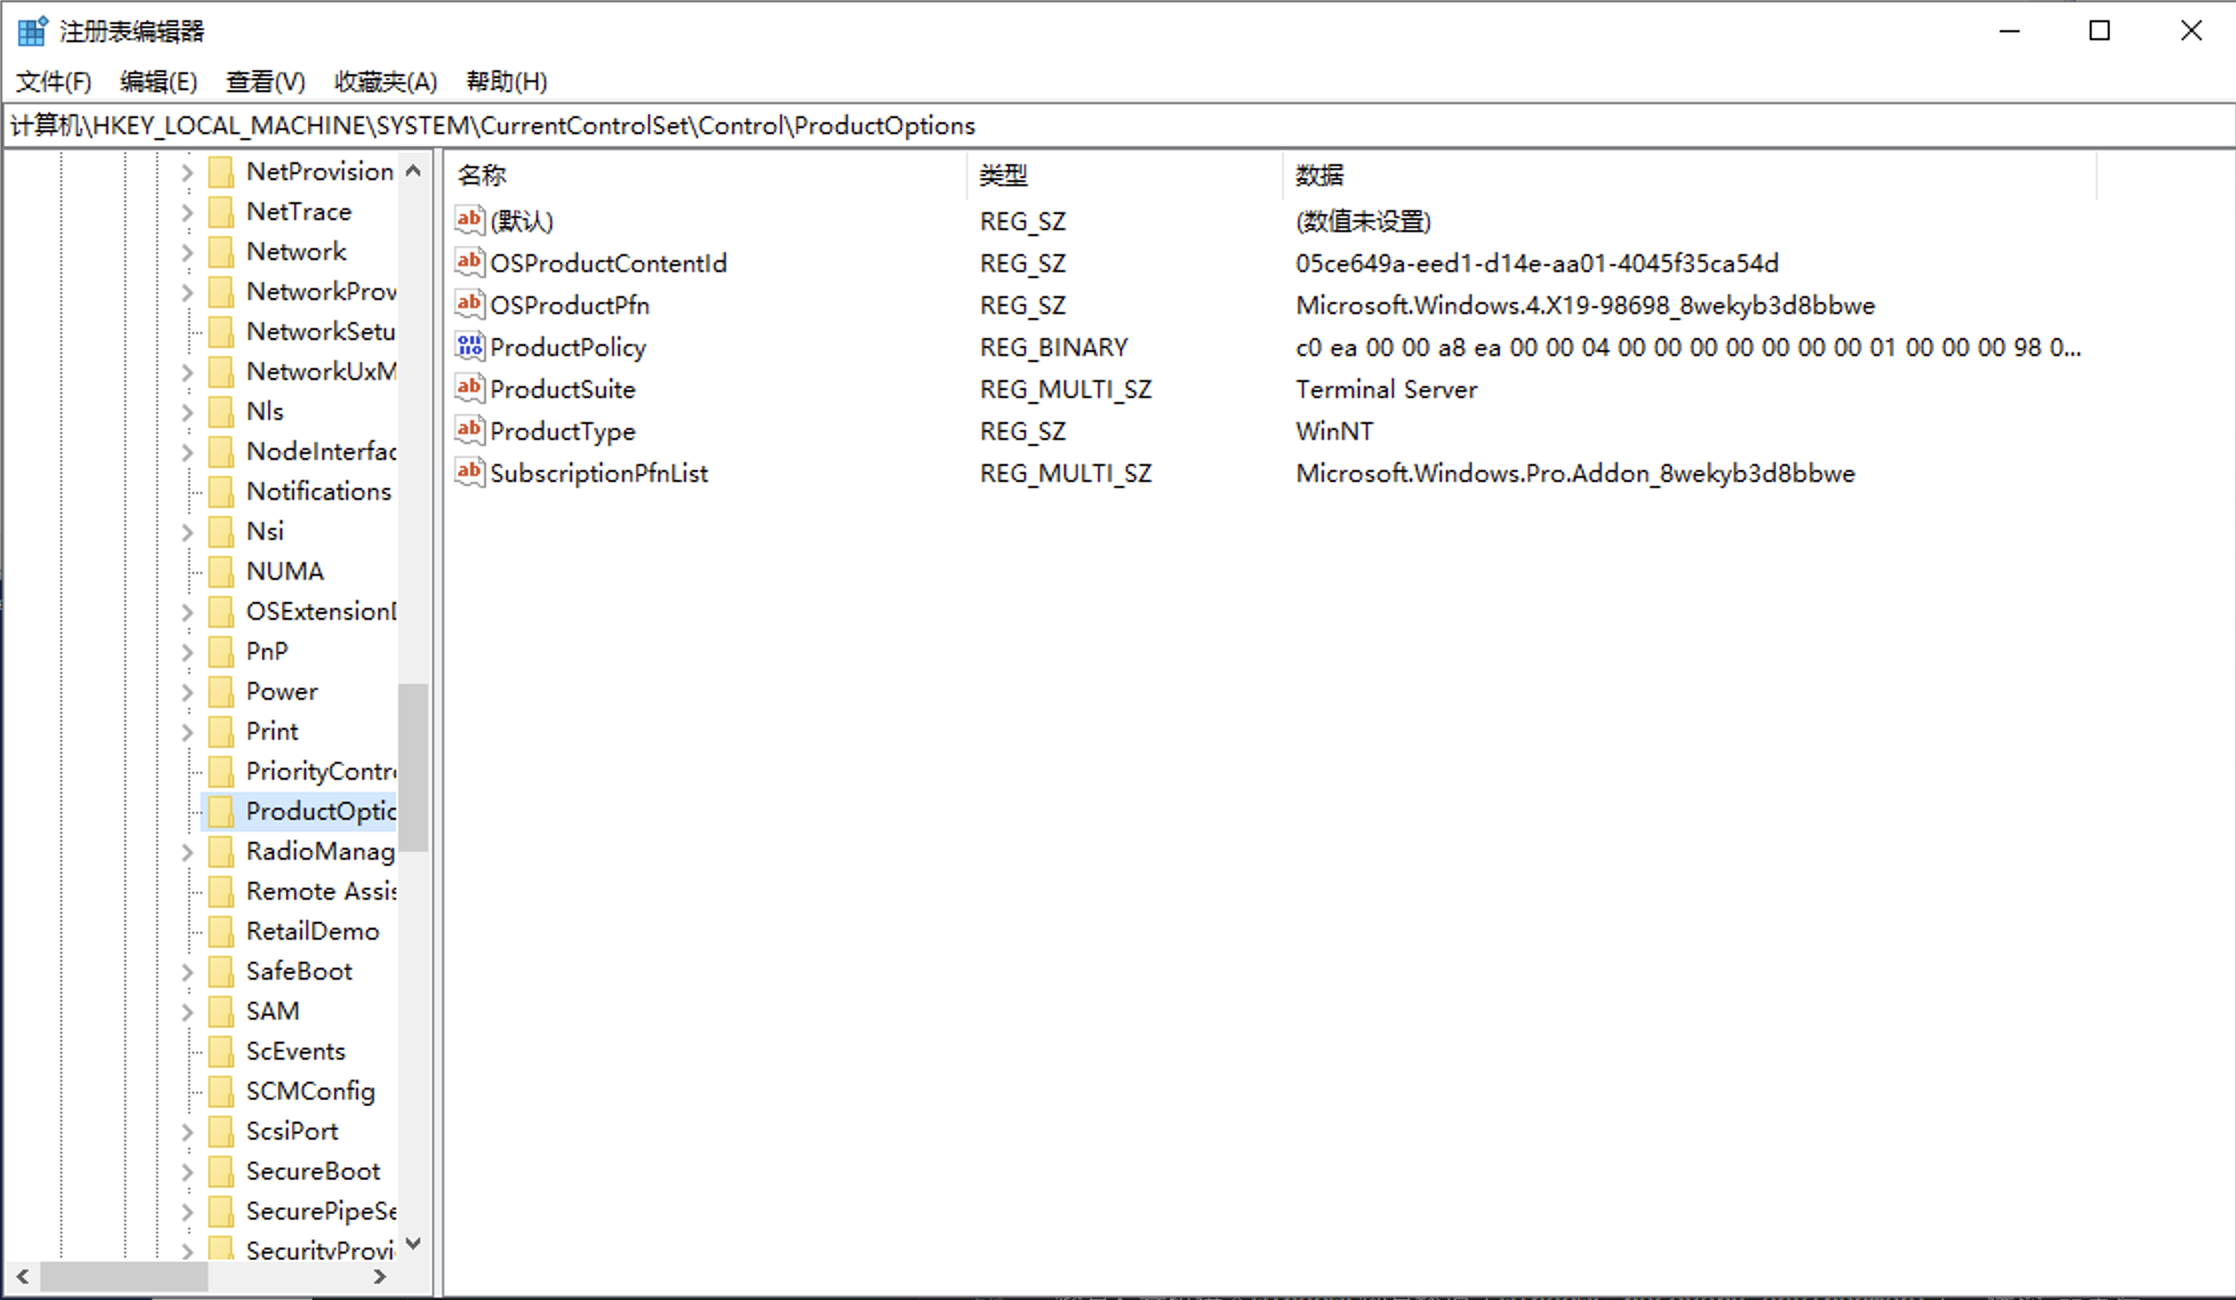 注册表编辑器
文件(F) 编辑(E) 查看(V) 收藏夹(A) 帮助(H)
计算机\HKEY_LOCAL_MACHINE\SYSTEM\CurrentControlSet\Control\ProductOptions
NetProvision
NetTrace
Network
NetworkProv
NetworkSetu
NetworkUxM
Nls
NodeInterfac
Notifications
Nsi
NUMA
OSExtensionD
PnP
Power
Print
PriorityContro
ProductOptio
RadioManag
Remote Assis
RetailDemo
SafeBoot
SAM
ScEvents
SCMConfig
ScsiPort
SecureBoot
SecurePipeSe
SecurityProvi
名称 类型 数据
(默认) REG_SZ (数值未设置)
OSProductContentId REG_SZ 05ce649a-eed1-d14e-aa01-4045f35ca54d
OSProductPfn REG_SZ Microsoft.Windows.4.X19-98698_8wekyb3d8bbwe
ProductPolicy REG_BINARY c0 ea 00 00 a8 ea 00 00 04 00 00 00 00 00 00 00 01 00 00 00 98 0...
ProductSuite REG_MULTI_SZ Terminal Server
ProductType REG_SZ WinNT
SubscriptionPfnList REG_MULTI_SZ Microsoft.Windows.Pro.Addon_8wekyb3d8bbwe